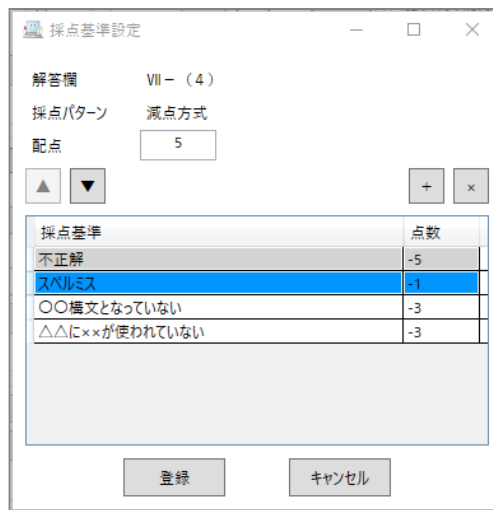 採点基準設定
解答欄 Ⅶ－（４）
採点パターン 減点方式
配点 5
▲ ▼ + ×
採点基準 点数
不正解 -5
スペルミス -1
〇〇構文となっていない -3
△△に××が使われていない -3
登録 キャンセル